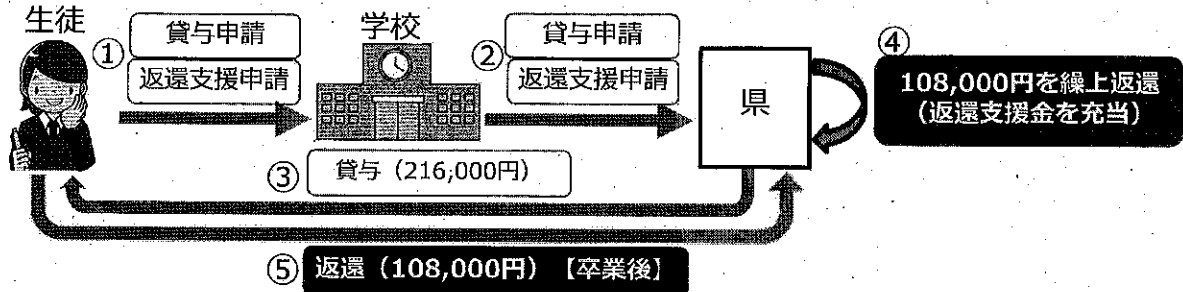 生徒
①
貸与申請
返還支援申請
学校
②
貸与申請
返還支援申請
県
④
108,000円を繰上返還
(返還支援金を充当)
③
貸与(216,000円)
⑤
返還(108,000円)【卒業後】